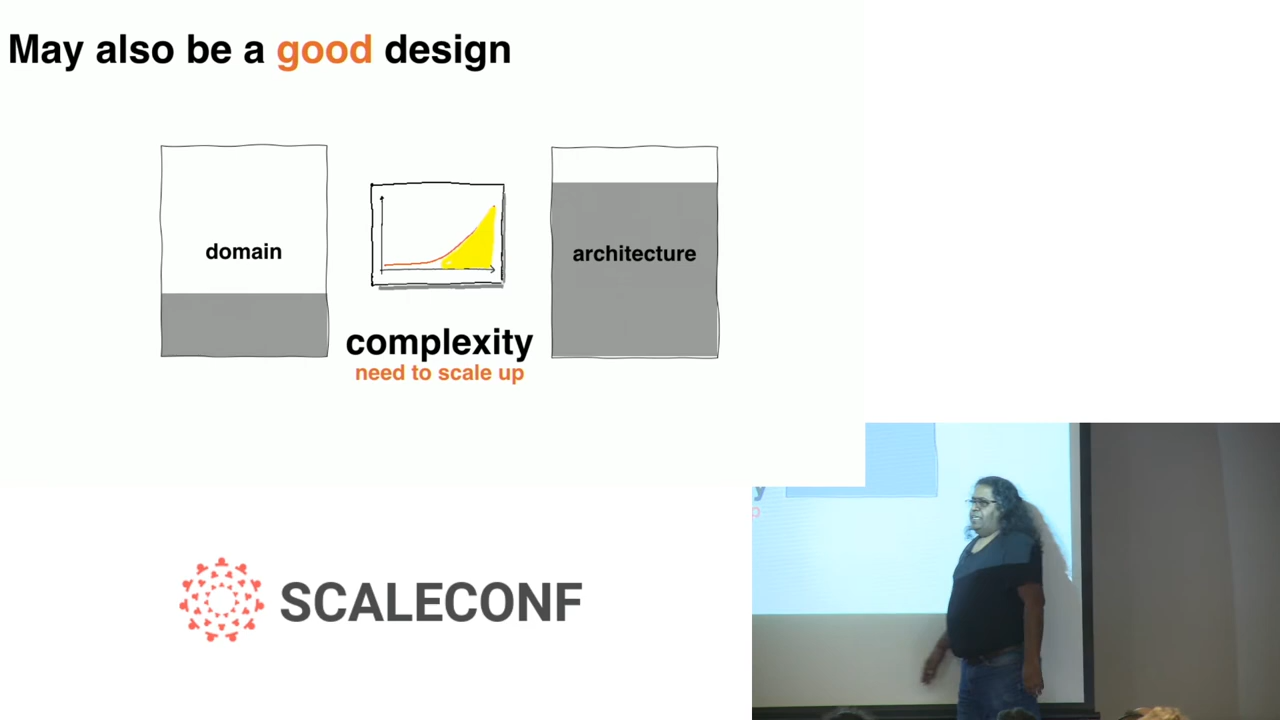 May also be a good design
domain
architecture
complexity
need to scale up
SCALECONF